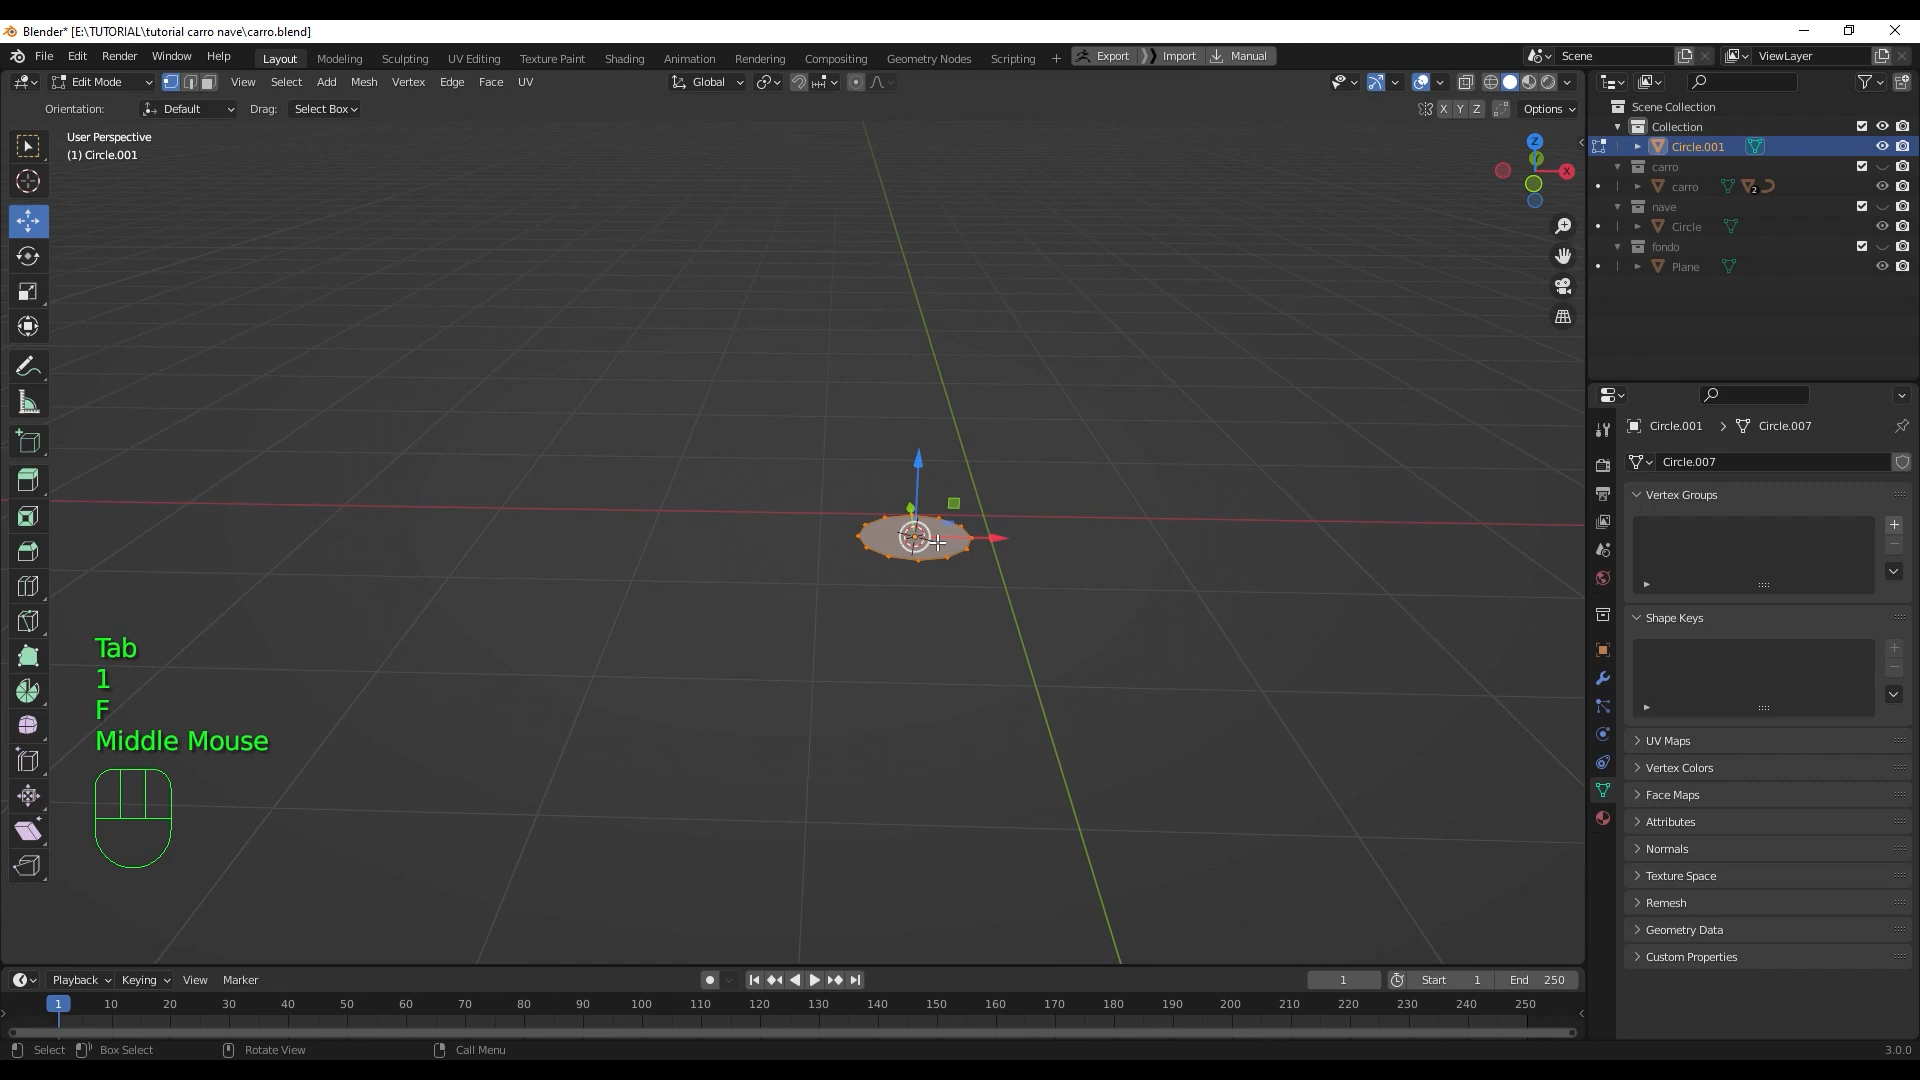 Blender* [E:\TUTORIAL\tutorial carro nave\carro.blend]
File Edit Render Window Help Layout Modeling Sculpting UV Editing Texture Paint Shading Animation Rendering Compositing Geometry Nodes Scripting + Export Import Manual Scene ViewLayer
Edit Mode View Select Add Mesh Vertex Edge Face UV Global
Orientation: Default Drag: Select Box X Y Z Options
User Perspective
(1) Circle.001
Z
X
Scene Collection
Collection
Circle.001
carro
carro 2
nave
Circle
fondo
Plane
Circle.001 > Circle.007
Circle.007
Vertex Groups
Shape Keys
UV Maps
Vertex Colors
Face Maps
Attributes
Normals
Texture Space
Remesh
Geometry Data
Custom Properties
Tab
1
F
Middle Mouse
Playback Keying View Marker 1 Start 1 End 250
1 10 20 30 40 50 60 70 80 90 100 110 120 130 140 150 160 170 180 190 200 210 220 230 240 250
Select Box Select Rotate View Call Menu 3.0.0